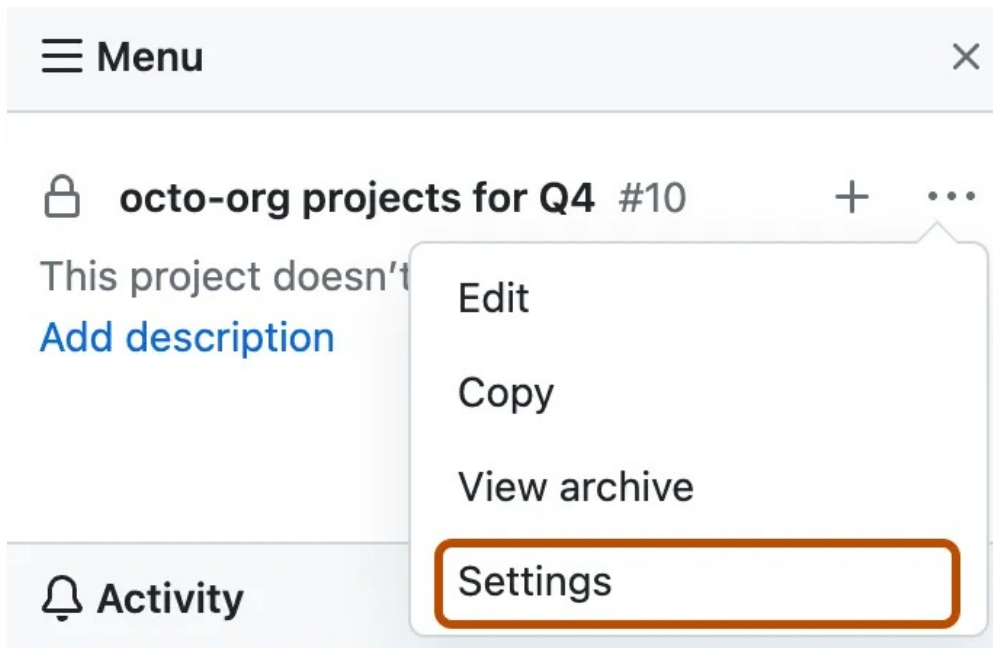 Menu
octo-org projects for Q4 #10
This project doesn’t
Add description
Edit
Copy
View archive
Settings
Activity